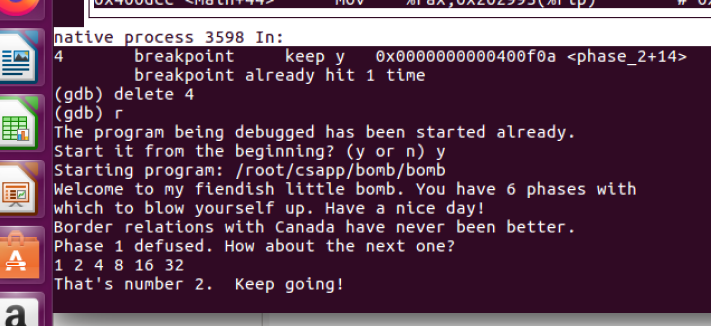 0x400dcc <main+44>      mov    %rax,0x202995(%rip)        # 0x
native process 3598 In:
4       breakpoint     keep y   0x0000000000400f0a <phase_2+14>
        breakpoint already hit 1 time
(gdb) delete 4
(gdb) r
The program being debugged has been started already.
Start it from the beginning? (y or n) y
Starting program: /root/csapp/bomb/bomb
Welcome to my fiendish little bomb. You have 6 phases with
which to blow yourself up. Have a nice day!
Border relations with Canada have never been better.
Phase 1 defused. How about the next one?
1 2 4 8 16 32
That's number 2.  Keep going!
A
a